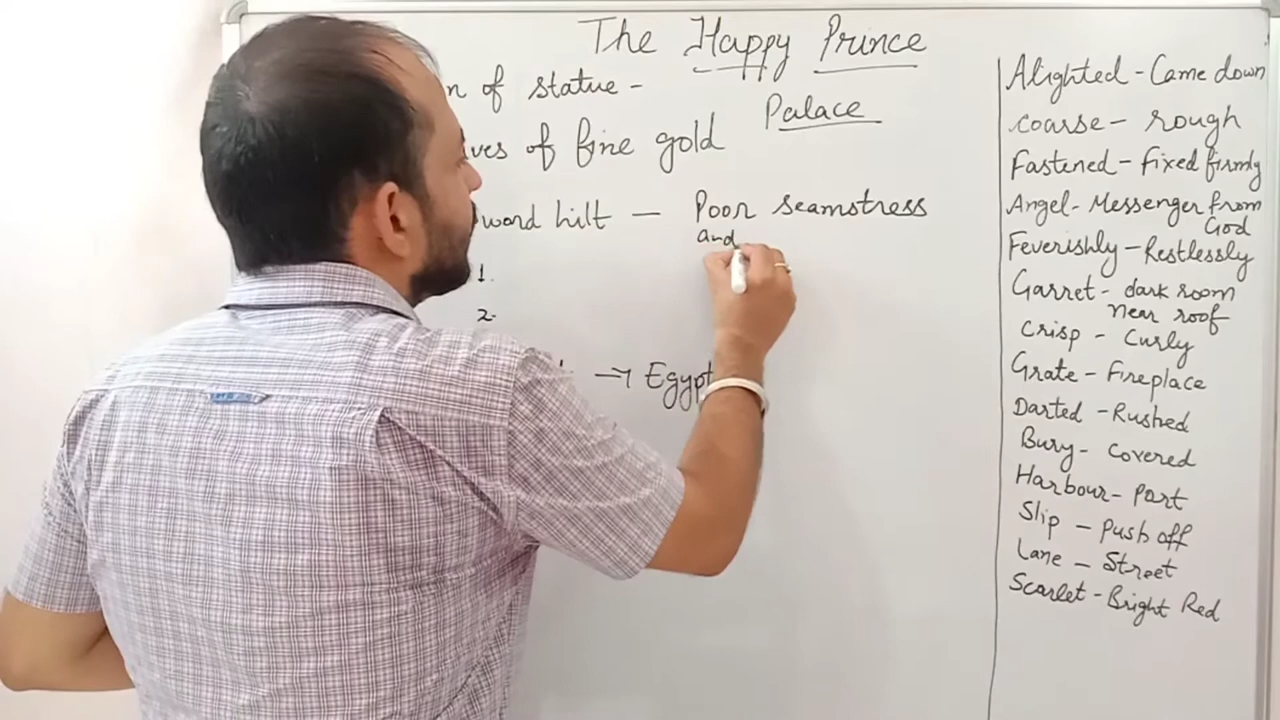 The Happy Prince
of statue -
Palace
of fine gold
hilt — Poor seamstress
and
1.
2.
→ Egypt
Alighted - Came down
coarse - rough
Fastened - fixed firmly
Angel - Messenger from
God
Feverishly - Restlessly
Garret - dark room
near roof
Crisp - Curly
Grate - Fireplace
Darted - Rushed
Bury - Covered
Harbour - Port
Slip - Push off
Lane - Street
Scarlet - Bright Red